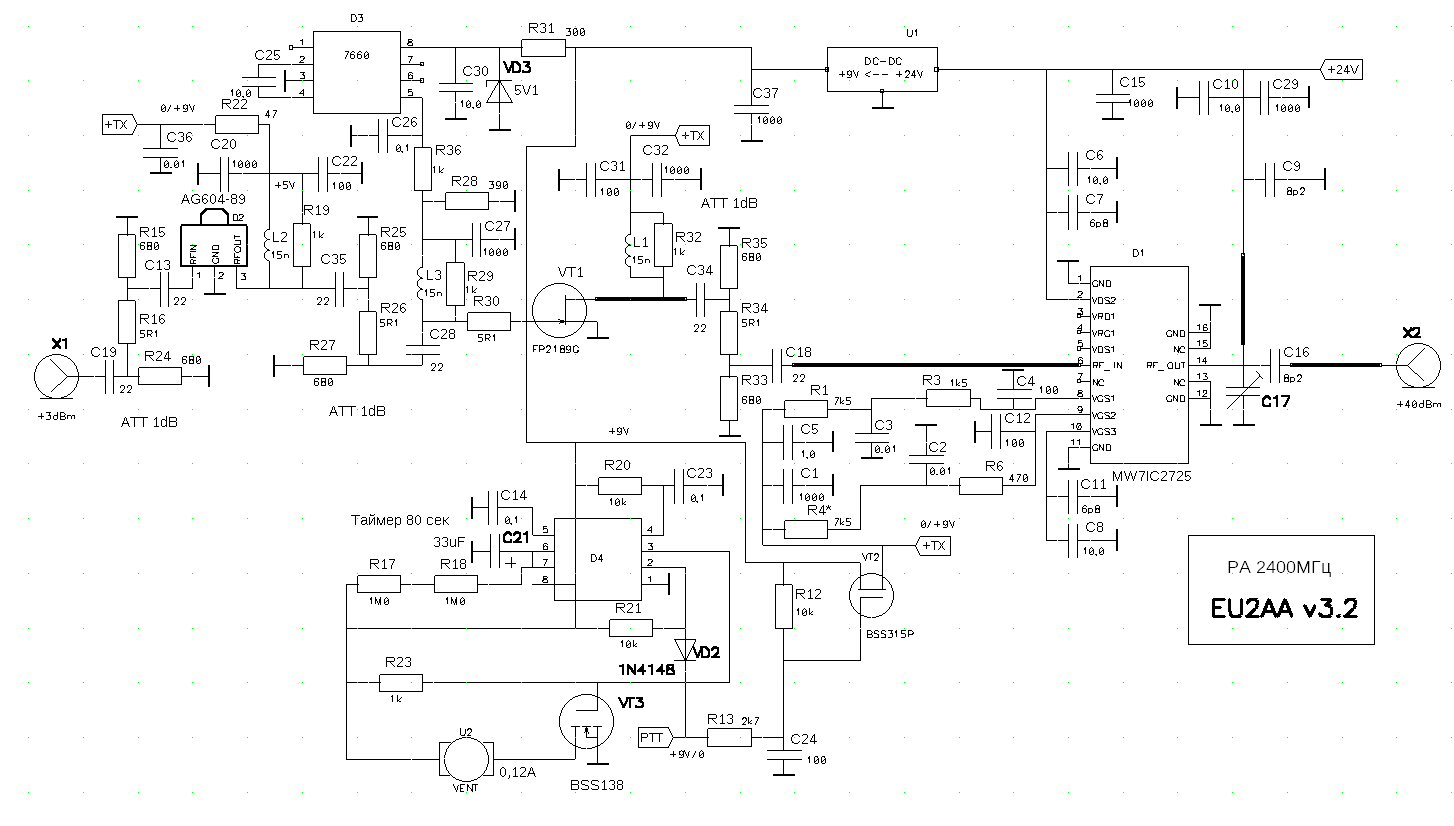 D3
R31 300
U1
C25
7660
1
2
3
4
8
7
6
5
VD3
5V1
C30
10.0
DC-DC
+9V <-- +24V
+24V
C15
1000
C10
10.0
C29
1000
10.0
R22
47
0/+9V
+TX
C36
0.01
C20
1000
C22
100
+5V
C26
0.1
R36
1k
0/+9V
+TX
C37
1000
C31
100
C32
1000
C6
10.0
C7
6p8
C9
8p2
R28 390
ATT 1dB
AG604-89
D2
RFIN
GND
RFOUT
1 2 3
R15
680
R19
1k
L2
15n
R25
680
C27
1000
L3
15n
R29
1k
L1
15n
R32
1k
R35
680
C13
22
C35
22
R16
5R1
R26
5R1
R30
5R1
VT1
FP2189G
C34
22
R34
5R1
C28
22
X1
+3dBm
C19
22
R24 680
ATT 1dB
R27
680
ATT 1dB
R33
680
C18
22
D1
1 GND
2 VDS2
3 VRD1
4 VRG1
5 VDS1
6 RF_IN
7 NC
8 VGS1
9 VGS2
10 VGS3
11 GND
GND 16
NC 15
RF_OUT 14
NC 13
GND 12
MW7IC2725
C16
8p2
C17
X2
+40dBm
R1
7k5
R3 1k5
C4 100
C5
1.0
C3
0.01
C12
100
C2
0.01
C1
1000
R6
470
R4*
7k5
C11
6p8
C8
10.0
0/+9V
+TX
+9V
R20
10k
C23
0.1
C14
0.1
Таймер 80 сек
33uF
C21
+
D4
5
6
7
8
4
3
2
1
R17
1M0
R18
1M0
R21
10k
VD2
1N4148
R12
10k
VT2
BSS315P
R23
1k
VT3
BSS138
PTT
+9V/0
R13 2k7
C24
100
U2
VENT
0,12A
PA 2400МГц
EU2AA v3.2